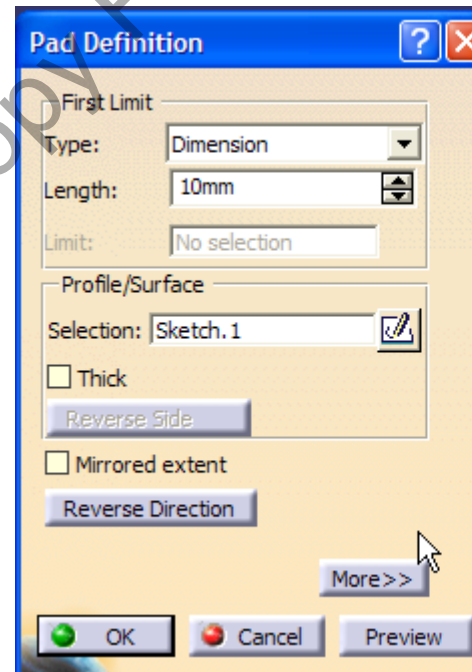 Pad Definition ?
First Limit
Type: Dimension
Length: 10mm
Limit: No selection
Profile/Surface
Selection: Sketch.1
Thick
Reverse Side
Mirrored extent
Reverse Direction
More>>
OK Cancel Preview